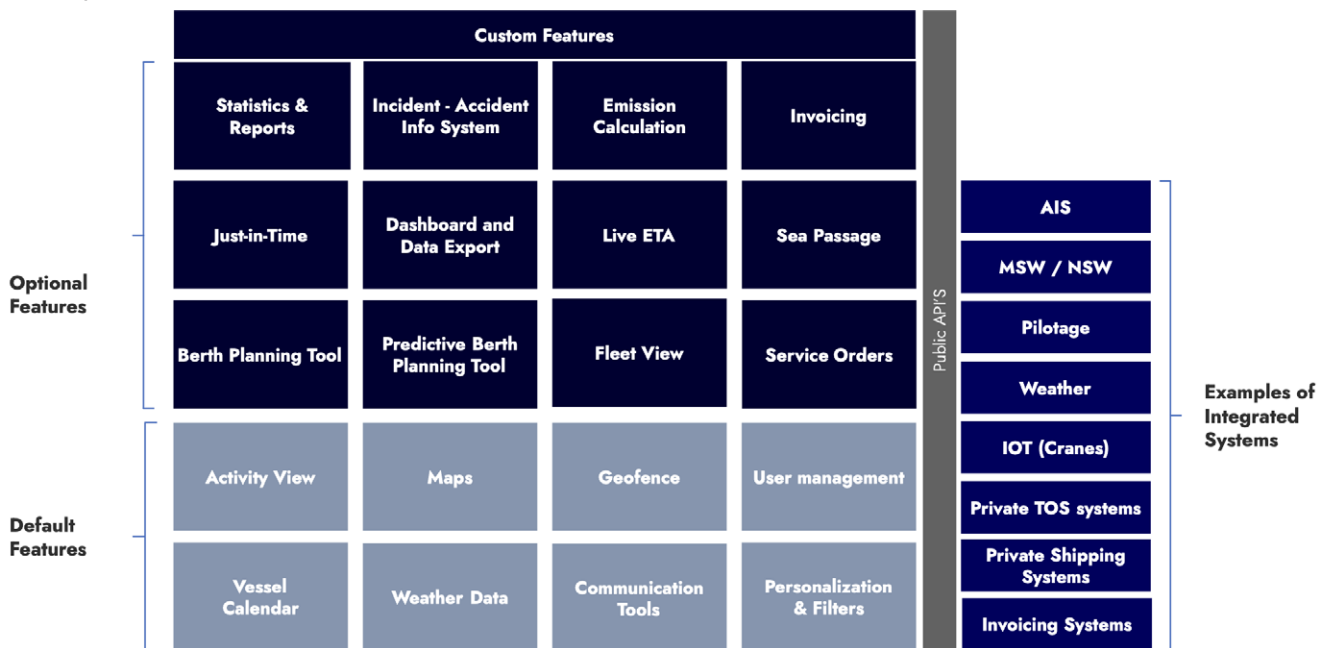 Custom Features
Statistics &
Reports
Incident - Accident
Info System
Emission
Calculation
Invoicing
Just-in-Time
Dashboard and
Data Export
Live ETA
Sea Passage
Optional
Features
Berth Planning Tool
Predictive Berth
Planning Tool
Fleet View
Service Orders
Activity View
Maps
Geofence
User management
Default
Features
Vessel
Calendar
Weather Data
Communication
Tools
Personalization
& Filters
Public API'S
AIS
MSW / NSW
Pilotage
Weather
IOT (Cranes)
Private TOS systems
Private Shipping
Systems
Invoicing Systems
Examples of
Integrated
Systems